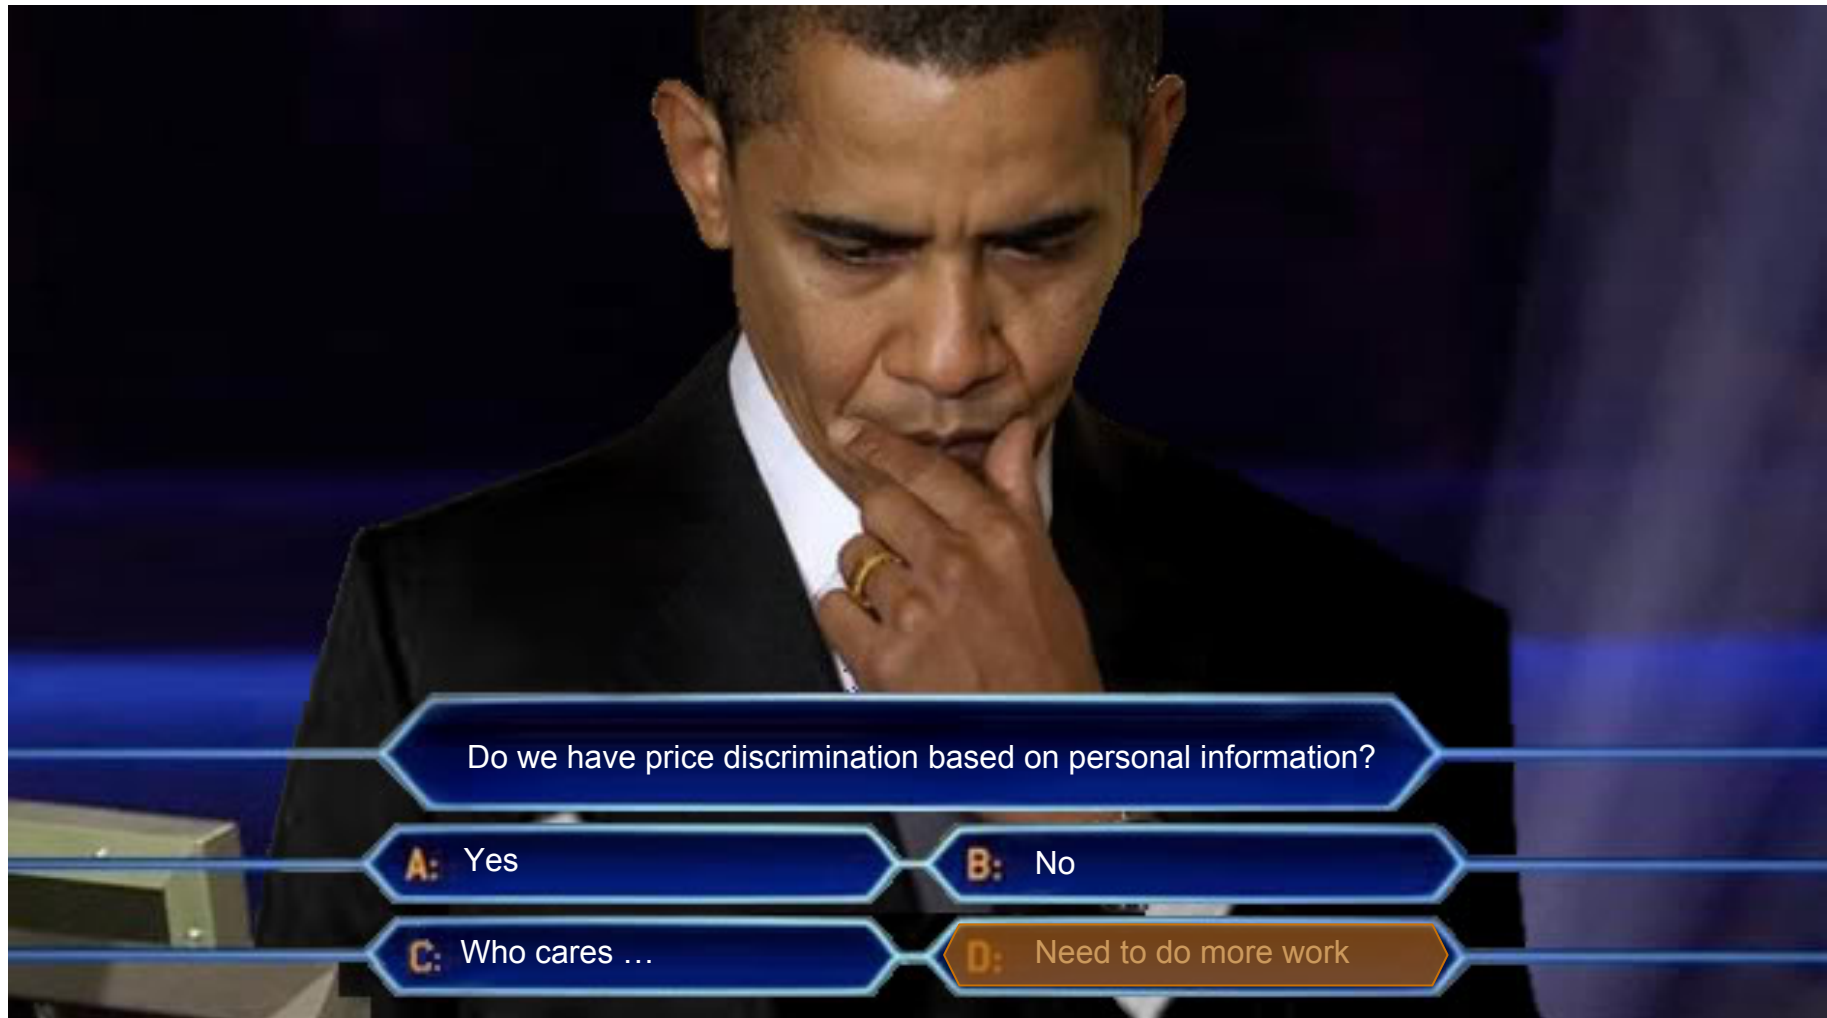 Do we have price discrimination based on personal information?
A: Yes
B: No
C: Who cares …
D: Need to do more work